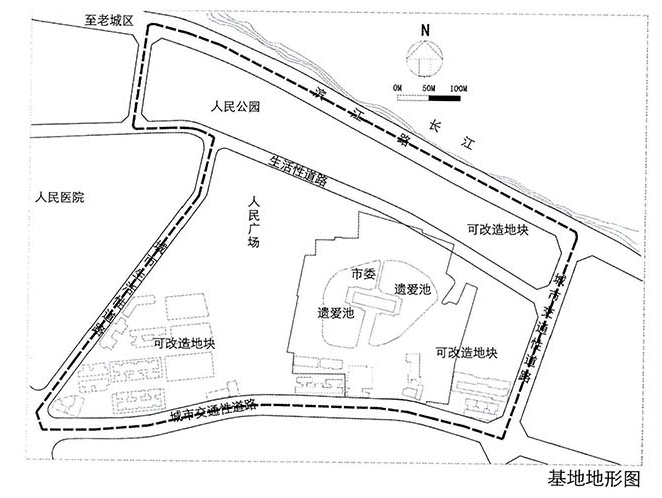 至老城区
N
0M 50M 100M
人民公园
滨江路
长江
生活性道路
人民医院
人民广场
可改造地块
市委
遗爱池
遗爱池
城市交通性道路
城市生活性道路
可改造地块
可改造地块
城市交通性道路
基地地形图